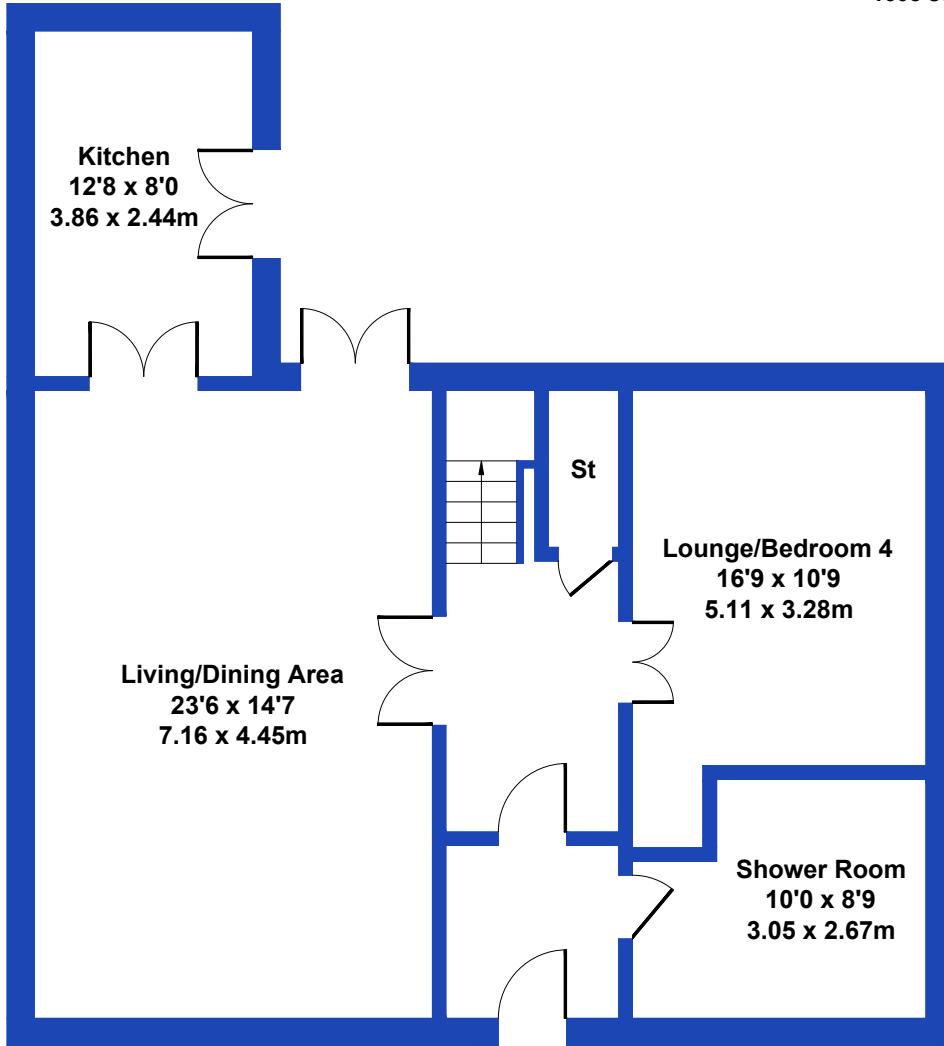 Kitchen
12'8 x 8'0
3.86 x 2.44m
St
Lounge/Bedroom 4
16'9 x 10'9
5.11 x 3.28m
Living/Dining Area
23'6 x 14'7
7.16 x 4.45m
Shower Room
10'0 x 8'9
3.05 x 2.67m